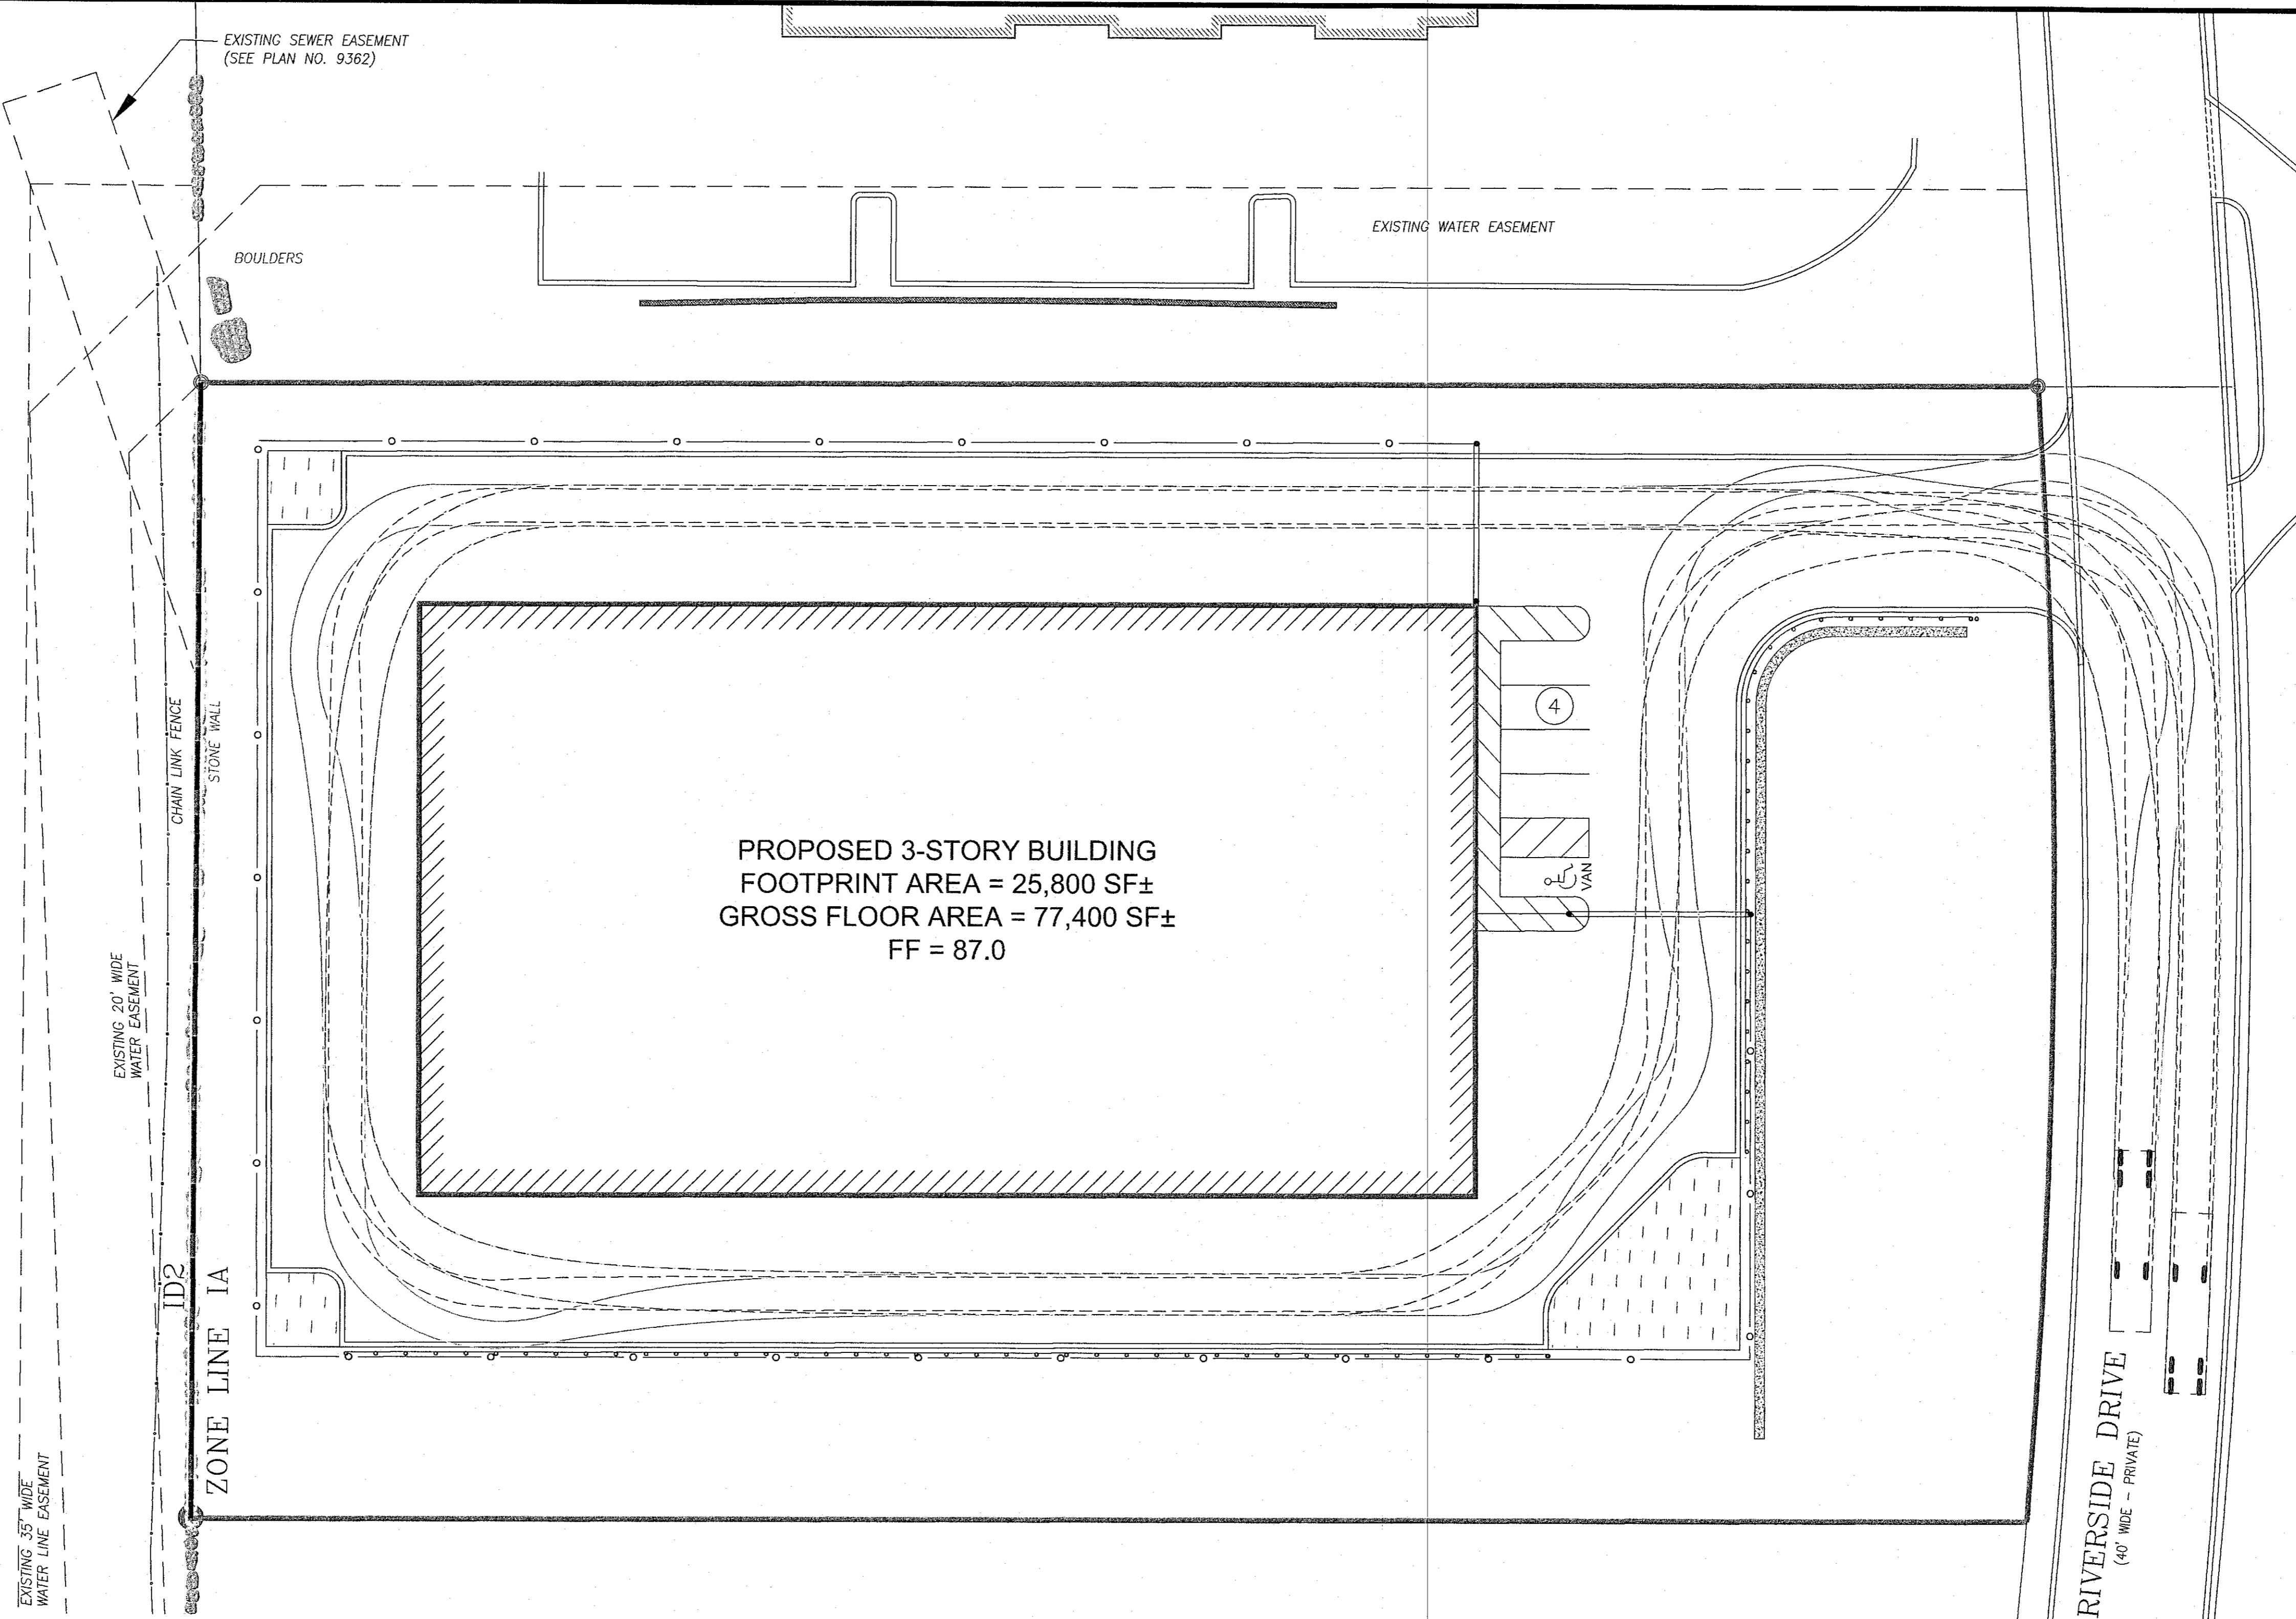 EXISTING SEWER EASEMENT
(SEE PLAN NO. 9362)
BOULDERS
EXISTING WATER EASEMENT
CHAIN LINK FENCE
STONE WALL
4
VAN
PROPOSED 3-STORY BUILDING
FOOTPRINT AREA = 25,800 SF±
GROSS FLOOR AREA = 77,400 SF±
FF = 87.0
EXISTING 20' WIDE
WATER EASEMENT
ID2
ZONE LINE IA
EXISTING 35' WIDE
WATER LINE EASEMENT
RIVERSIDE DRIVE
(40' WIDE - PRIVATE)